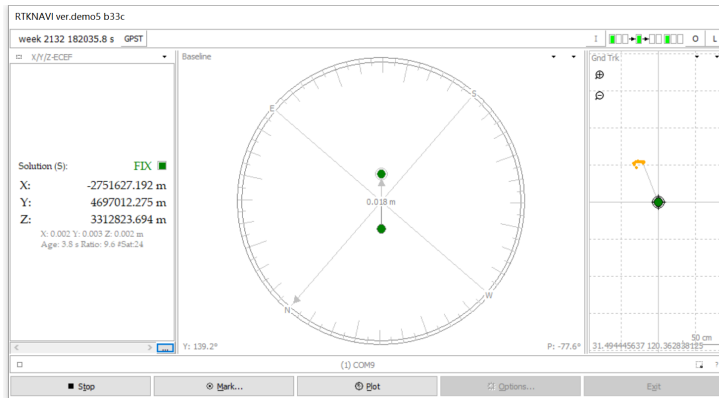 RTKNAVI ver.demo5 b33c
week 2132 182035.8 s GPST
I O L
X/Y/Z-ECEF
Solution (5): FIX
X: -2751627.192 m
Y: 4697012.275 m
Z: 3312823.694 m
X: 0.002 Y: 0.003 Z: 0.002 m
Age: 3.8 s Ratio: 9.6 #Sat:24
< > ...
Baseline
E S
0.018 m
N W
Y: 139.2° P: -77.6°
Gnd Trk
50 cm
31.494445637 120.362838125
(1) COM9 ?
Stop Mark... Plot Options... Exit